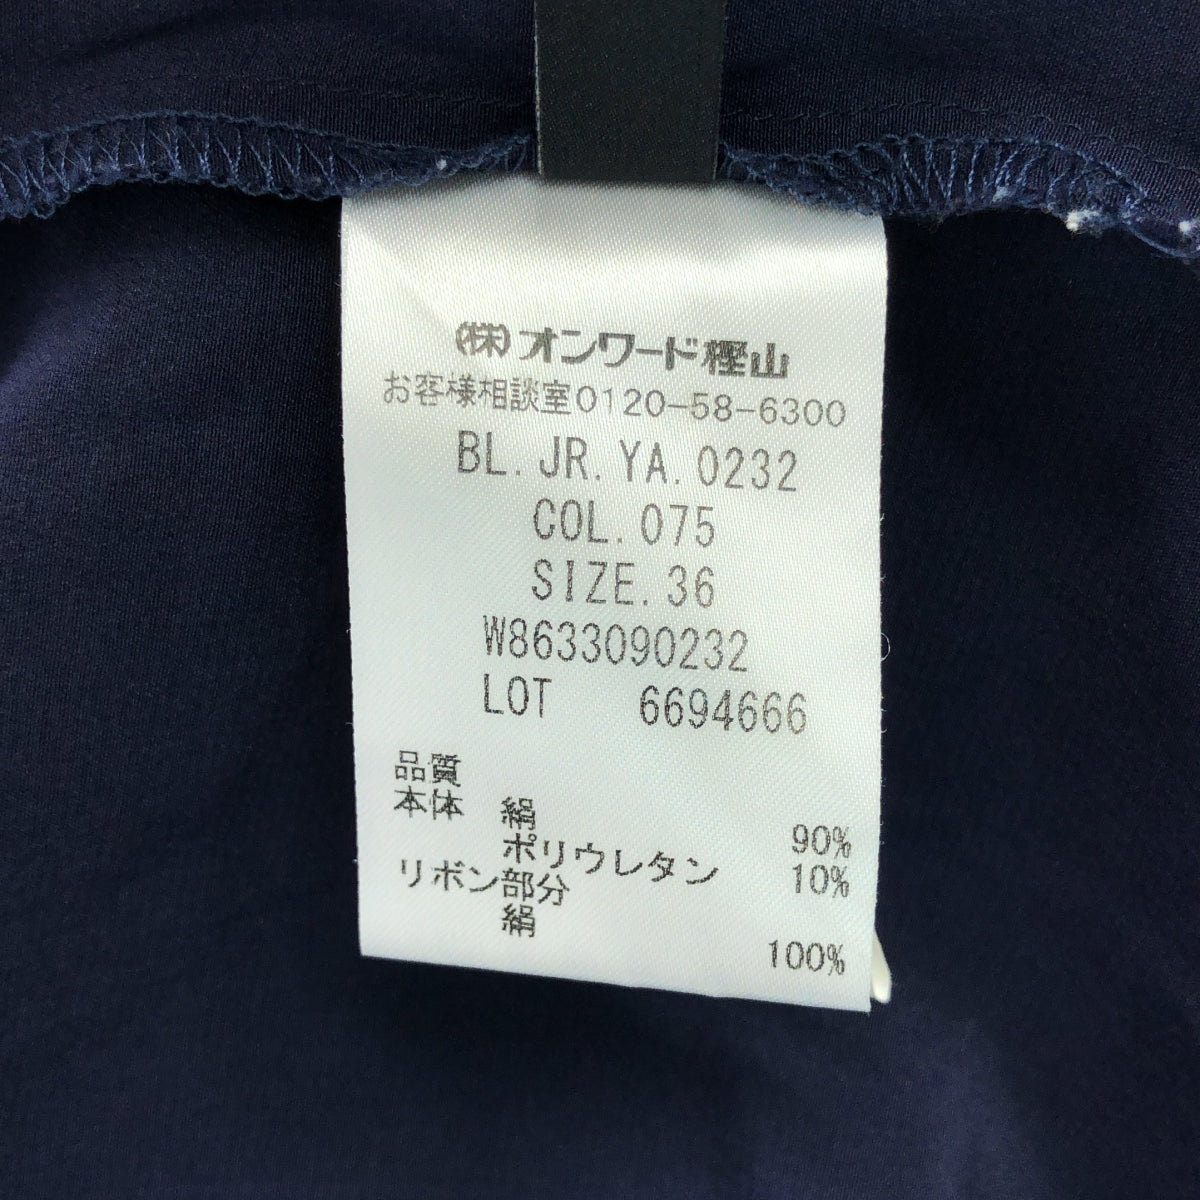 (株)オンワード樫山
お客様相談室0120-58-6300
BL.JR.YA.0232
COL.075
SIZE.36
W8633090232
LOT 6694666
品質
本体 絹 90%
ポリウレタン 10%
リボン部分
絹 100%